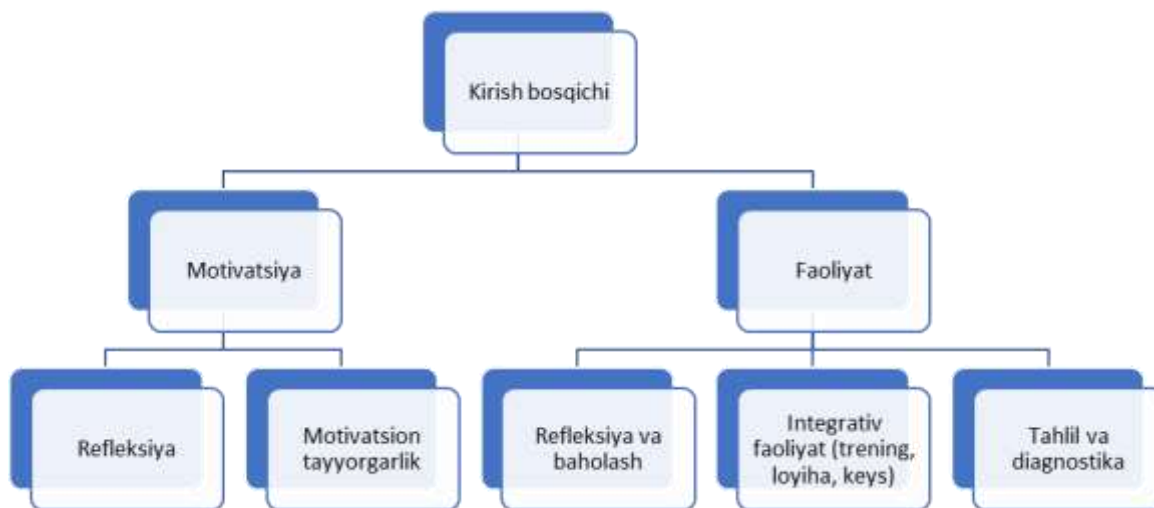 Kirish bosqichi
Motivatsiya
Faoliyat
Refleksiya
Motivatsion
tayyorgarlik
Refleksiya va
baholash
Integrativ
faoliyat (trening,
loyiha, keys)
Tahlil va
diagnostika